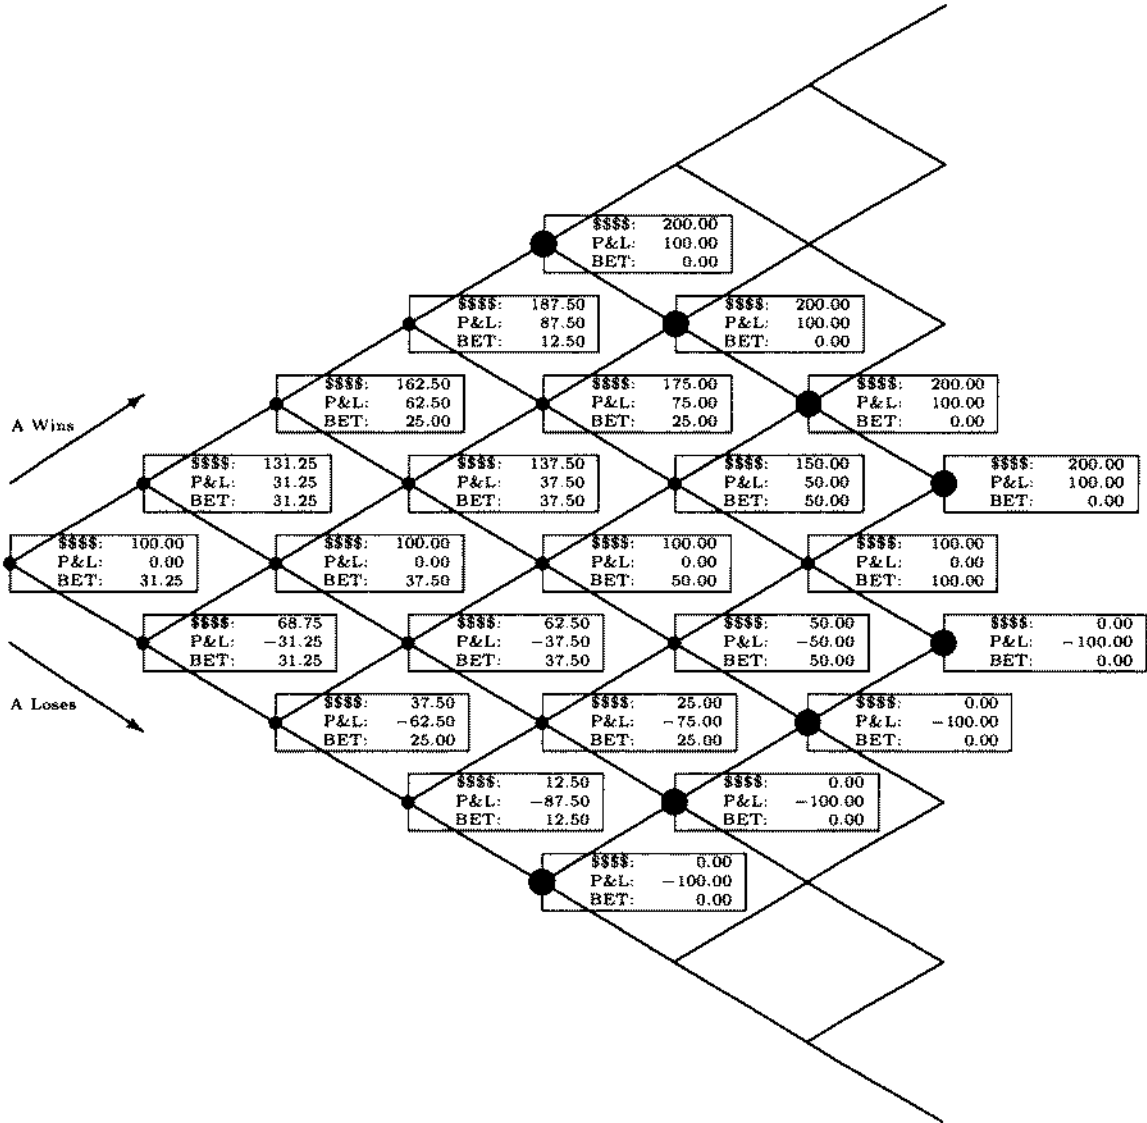 $$$$: 200.00
P&L: 100.00
BET: 0.00
$$$$: 187.50
P&L: 87.50
BET: 12.50
$$$$: 200.00
P&L: 100.00
BET: 0.00
$$$$: 162.50
P&L: 62.50
BET: 25.00
$$$$: 175.00
P&L: 75.00
BET: 25.00
$$$$: 200.00
P&L: 100.00
BET: 0.00
A Wins
$$$$: 131.25
P&L: 31.25
BET: 31.25
$$$$: 137.50
P&L: 37.50
BET: 37.50
$$$$: 150.00
P&L: 50.00
BET: 50.00
$$$$: 200.00
P&L: 100.00
BET: 0.00
$$$$: 100.00
P&L: 0.00
BET: 31.25
$$$$: 100.00
P&L: 0.00
BET: 37.50
$$$$: 100.00
P&L: 0.00
BET: 50.00
$$$$: 100.00
P&L: 0.00
BET: 100.00
$$$$: 68.75
P&L: −31.25
BET: 31.25
$$$$: 62.50
P&L: −37.50
BET: 37.50
$$$$: 50.00
P&L: −50.00
BET: 50.00
$$$$: 0.00
P&L: −100.00
BET: 0.00
A Loses
$$$$: 37.50
P&L: −62.50
BET: 25.00
$$$$: 25.00
P&L: −75.00
BET: 25.00
$$$$: 0.00
P&L: −100.00
BET: 0.00
$$$$: 12.50
P&L: −87.50
BET: 12.50
$$$$: 0.00
P&L: −100.00
BET: 0.00
$$$$: 0.00
P&L: −100.00
BET: 0.00